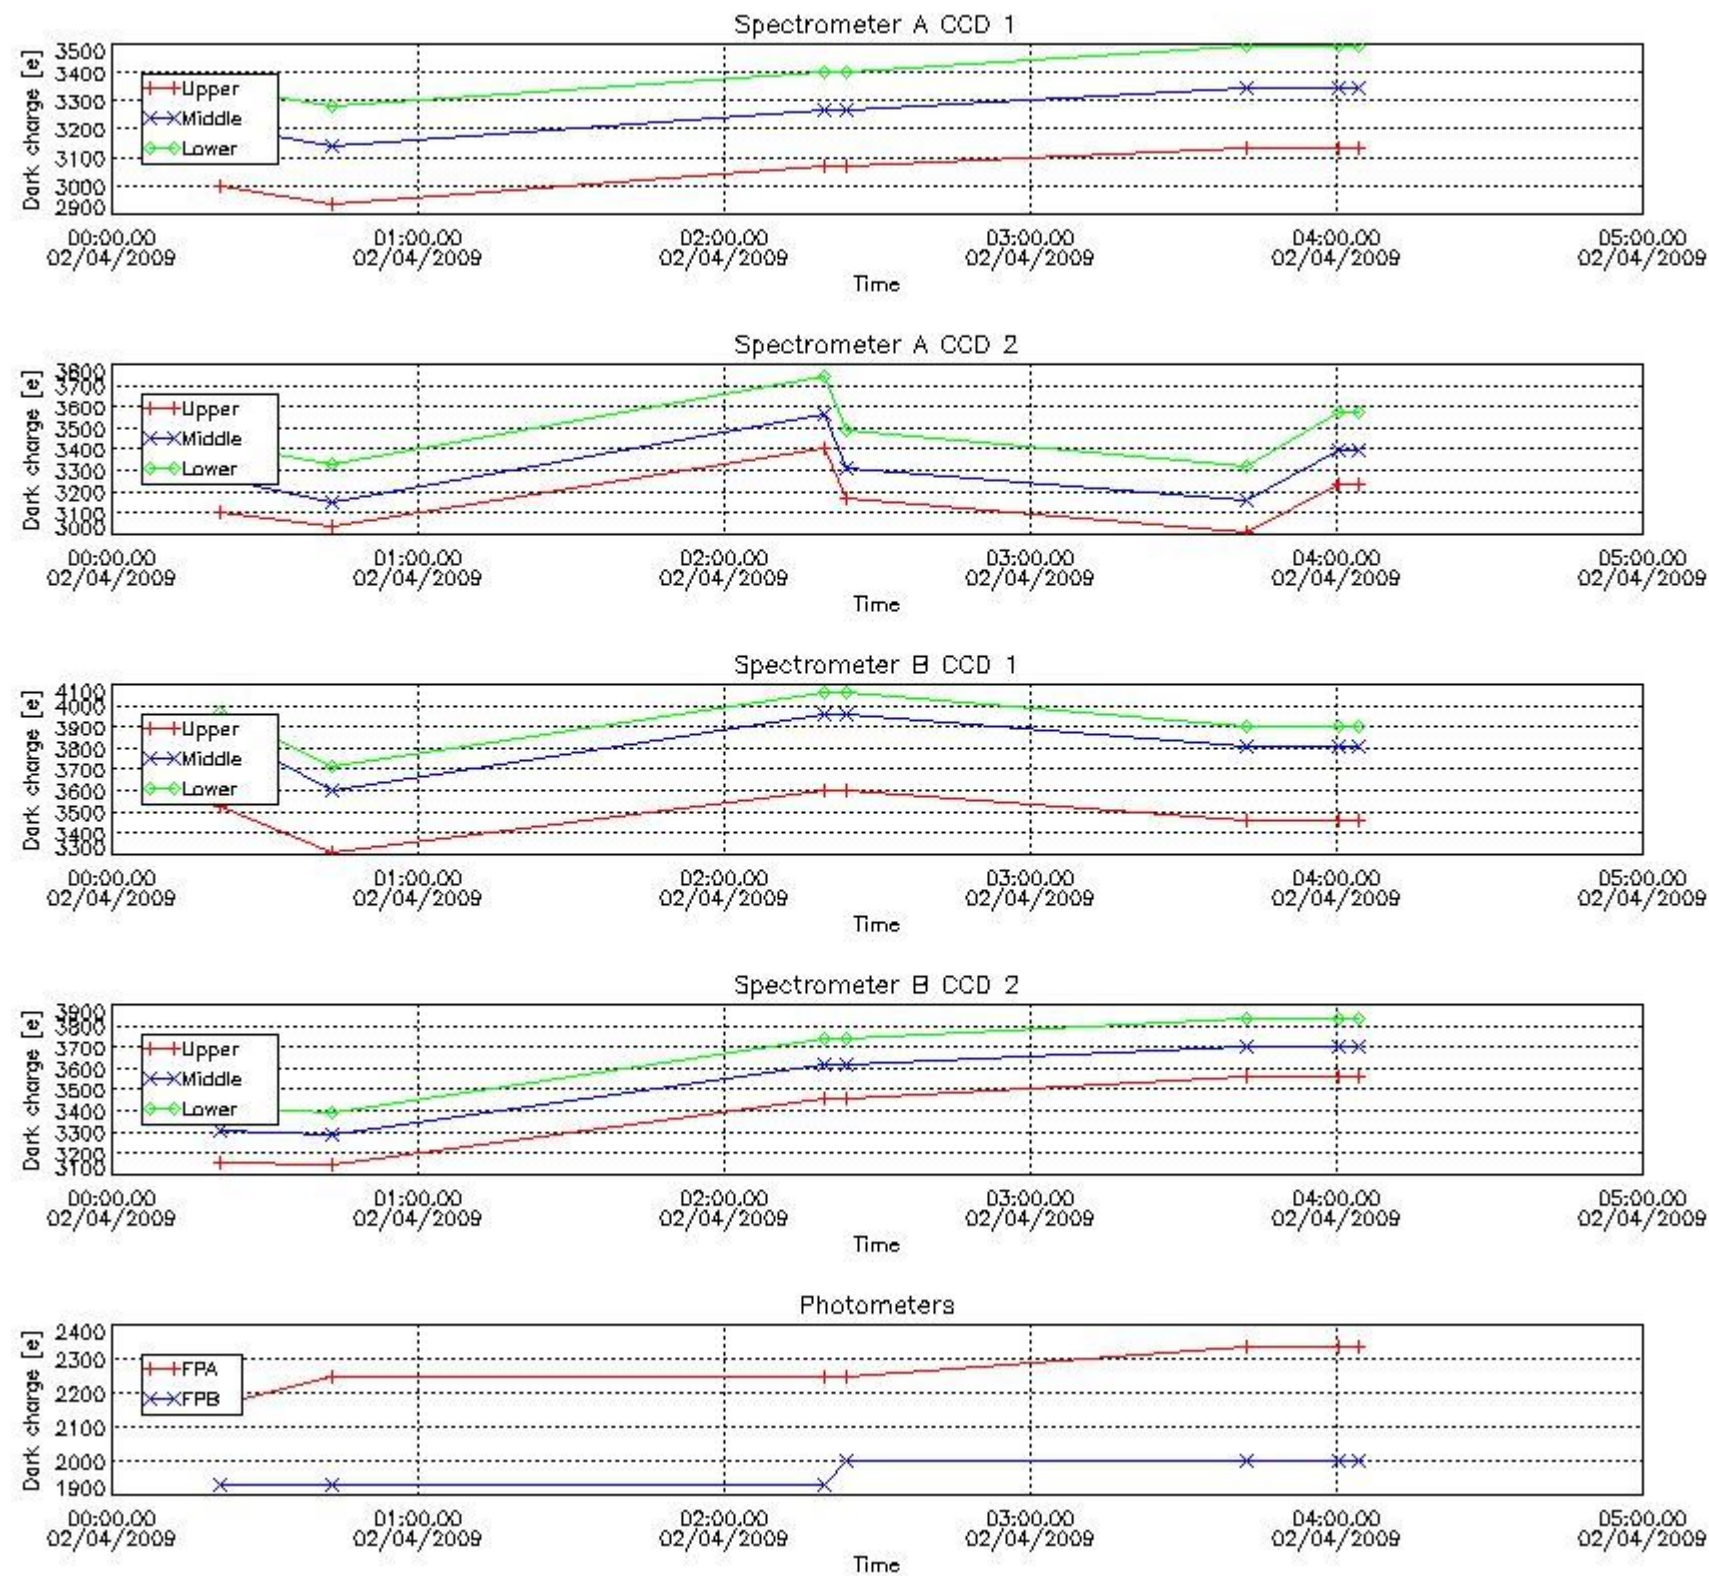 Spectrometer A CCD 1
Dark charge [e]
3500
3400
3300
3200
3100
3000
2900
Upper
Middle
Lower
00:00.00 01:00.00 02:00.00 03:00.00 04:00.00 05:00.00
02/04/2009 02/04/2009 02/04/2009 02/04/2009 02/04/2009 02/04/2009
Time
Spectrometer A CCD 2
Dark charge [e]
3800
3700
3600
3500
3400
3300
3200
3100
3000
Upper
Middle
Lower
00:00.00 01:00.00 02:00.00 03:00.00 04:00.00 05:00.00
02/04/2009 02/04/2009 02/04/2009 02/04/2009 02/04/2009 02/04/2009
Time
Spectrometer B CCD 1
Dark charge [e]
4100
4000
3900
3800
3700
3600
3500
3400
3300
Upper
Middle
Lower
00:00.00 01:00.00 02:00.00 03:00.00 04:00.00 05:00.00
02/04/2009 02/04/2009 02/04/2009 02/04/2009 02/04/2009 02/04/2009
Time
Spectrometer B CCD 2
Dark charge [e]
3900
3800
3700
3600
3500
3400
3300
3200
3100
Upper
Middle
Lower
00:00.00 01:00.00 02:00.00 03:00.00 04:00.00 05:00.00
02/04/2009 02/04/2009 02/04/2009 02/04/2009 02/04/2009 02/04/2009
Time
Photometers
Dark charge [e]
2400
2300
2200
2100
2000
1900
FPA
FPB
00:00.00 01:00.00 02:00.00 03:00.00 04:00.00 05:00.00
02/04/2009 02/04/2009 02/04/2009 02/04/2009 02/04/2009 02/04/2009
Time